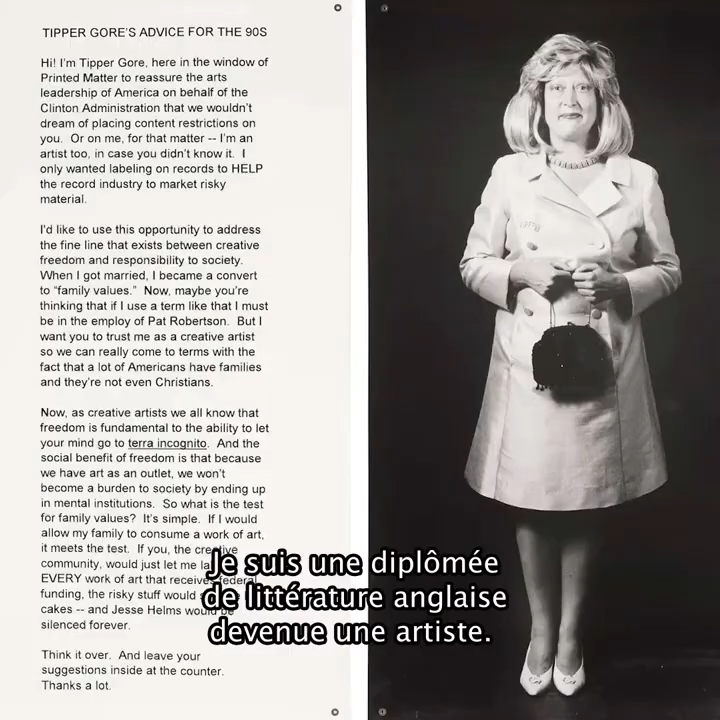 TIPPER GORE'S ADVICE FOR THE 90S
Hi! I'm Tipper Gore, here in the window of
Printed Matter to reassure the arts
leadership of America on behalf of the
Clinton Administration that we wouldn't
dream of placing content restrictions on
you. Or on me, for that matter -- I'm an
artist too, in case you didn't know it. I
only wanted labeling on records to HELP
the record industry to market risky
material.
I'd like to use this opportunity to address
the fine line that exists between creative
freedom and responsibility to society.
When I got married, I became a convert
to "family values." Now, maybe you're
thinking that if I use a term like that I must
be in the employ of Pat Robertson. But I
want you to trust me as a creative artist
so we can really come to terms with the
fact that a lot of Americans have families
and they're not even Christians.
Now, as creative artists we all know that
freedom is fundamental to the ability to let
your mind go to terra incognito. And the
social benefit of freedom is that because
we have art as an outlet, we won't
become a burden to society by ending up
in mental institutions. So what is the test
for family values? It's simple. If I would
allow my family to consume a work of art,
it meets the test. If you, the creative
community, would just let me
EVERY work of art that receives federal
funding, the risky stuff would
cakes -- and Jesse Helms would be
silenced forever.
Think it over. And leave your
suggestions inside at the counter.
Thanks a lot.
Je suis une diplômée
de littérature anglaise
devenue une artiste.